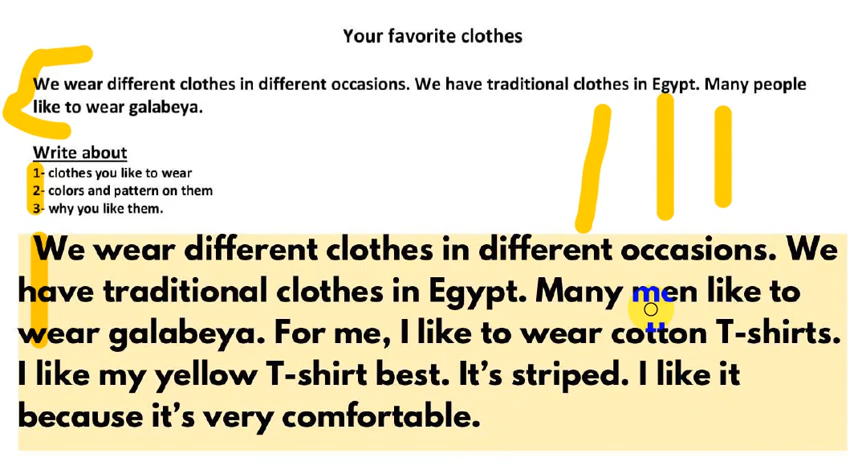 Your favorite clothes
We wear different clothes in different occasions. We have traditional clothes in Egypt. Many people
like to wear galabeya.
Write about
1- clothes you like to wear
2- colors and pattern on them
3- why you like them.
We wear different clothes in different occasions. We
have traditional clothes in Egypt. Many men like to
wear galabeya. For me, I like to wear cotton T-shirts.
I like my yellow T-shirt best. It's striped. I like it
because it's very comfortable.